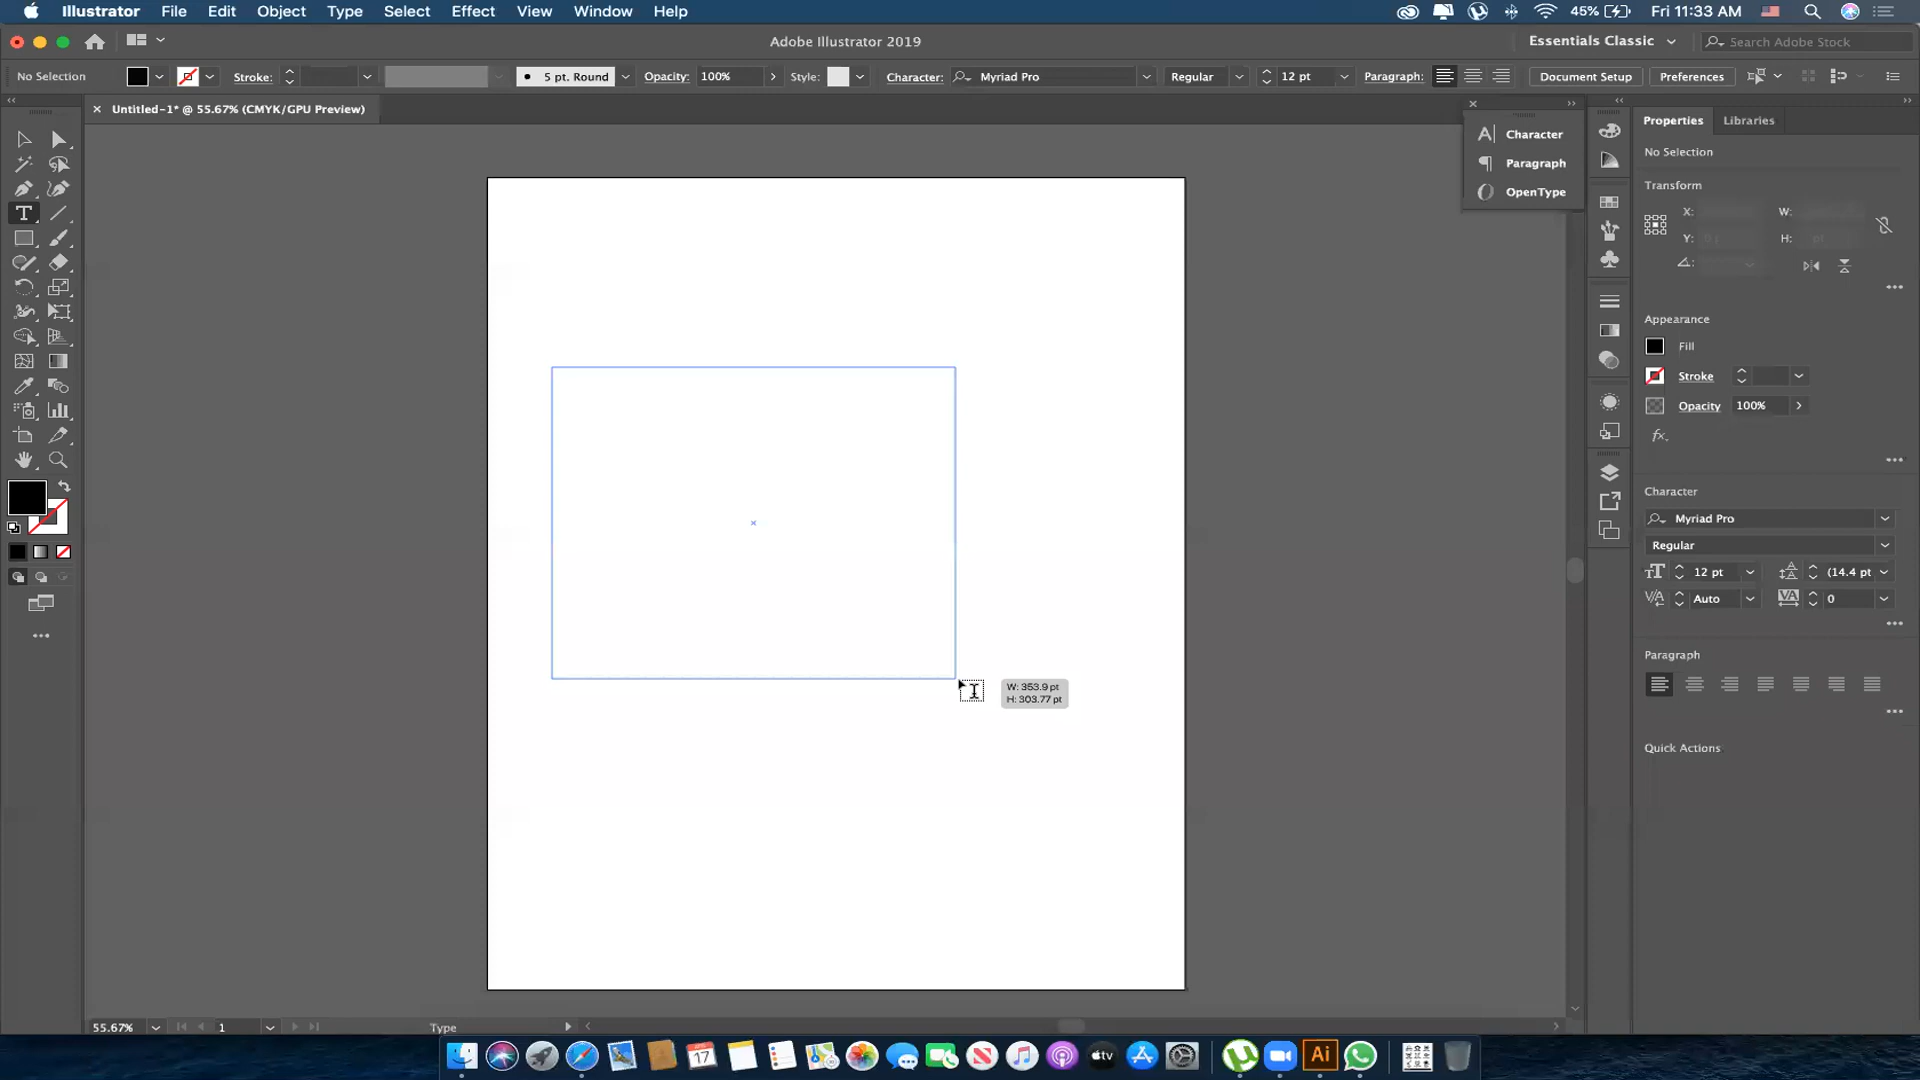 Illustrator File Edit Object Type Select Effect View Window Help 45% Fri 11:33 AM
Adobe Illustrator 2019 Essentials Classic Search Adobe Stock
No Selection Stroke: 5 pt. Round Opacity: 100% Style: Character: Myriad Pro Regular 12 pt Paragraph: Document Setup Preferences
Untitled-1* @ 55.67% (CMYK/GPU Preview)
Character
Paragraph
OpenType
Properties Libraries
No Selection
Transform
X: W:
Y: H:
Appearance
Fill
Stroke
Opacity 100%
fx
Character
Myriad Pro
Regular
12 pt (14.4 pt
Auto 0
Paragraph
Quick Actions
W: 353.9 pt
H: 303.77 pt
55.67% 1 Type
17
tv
Ai